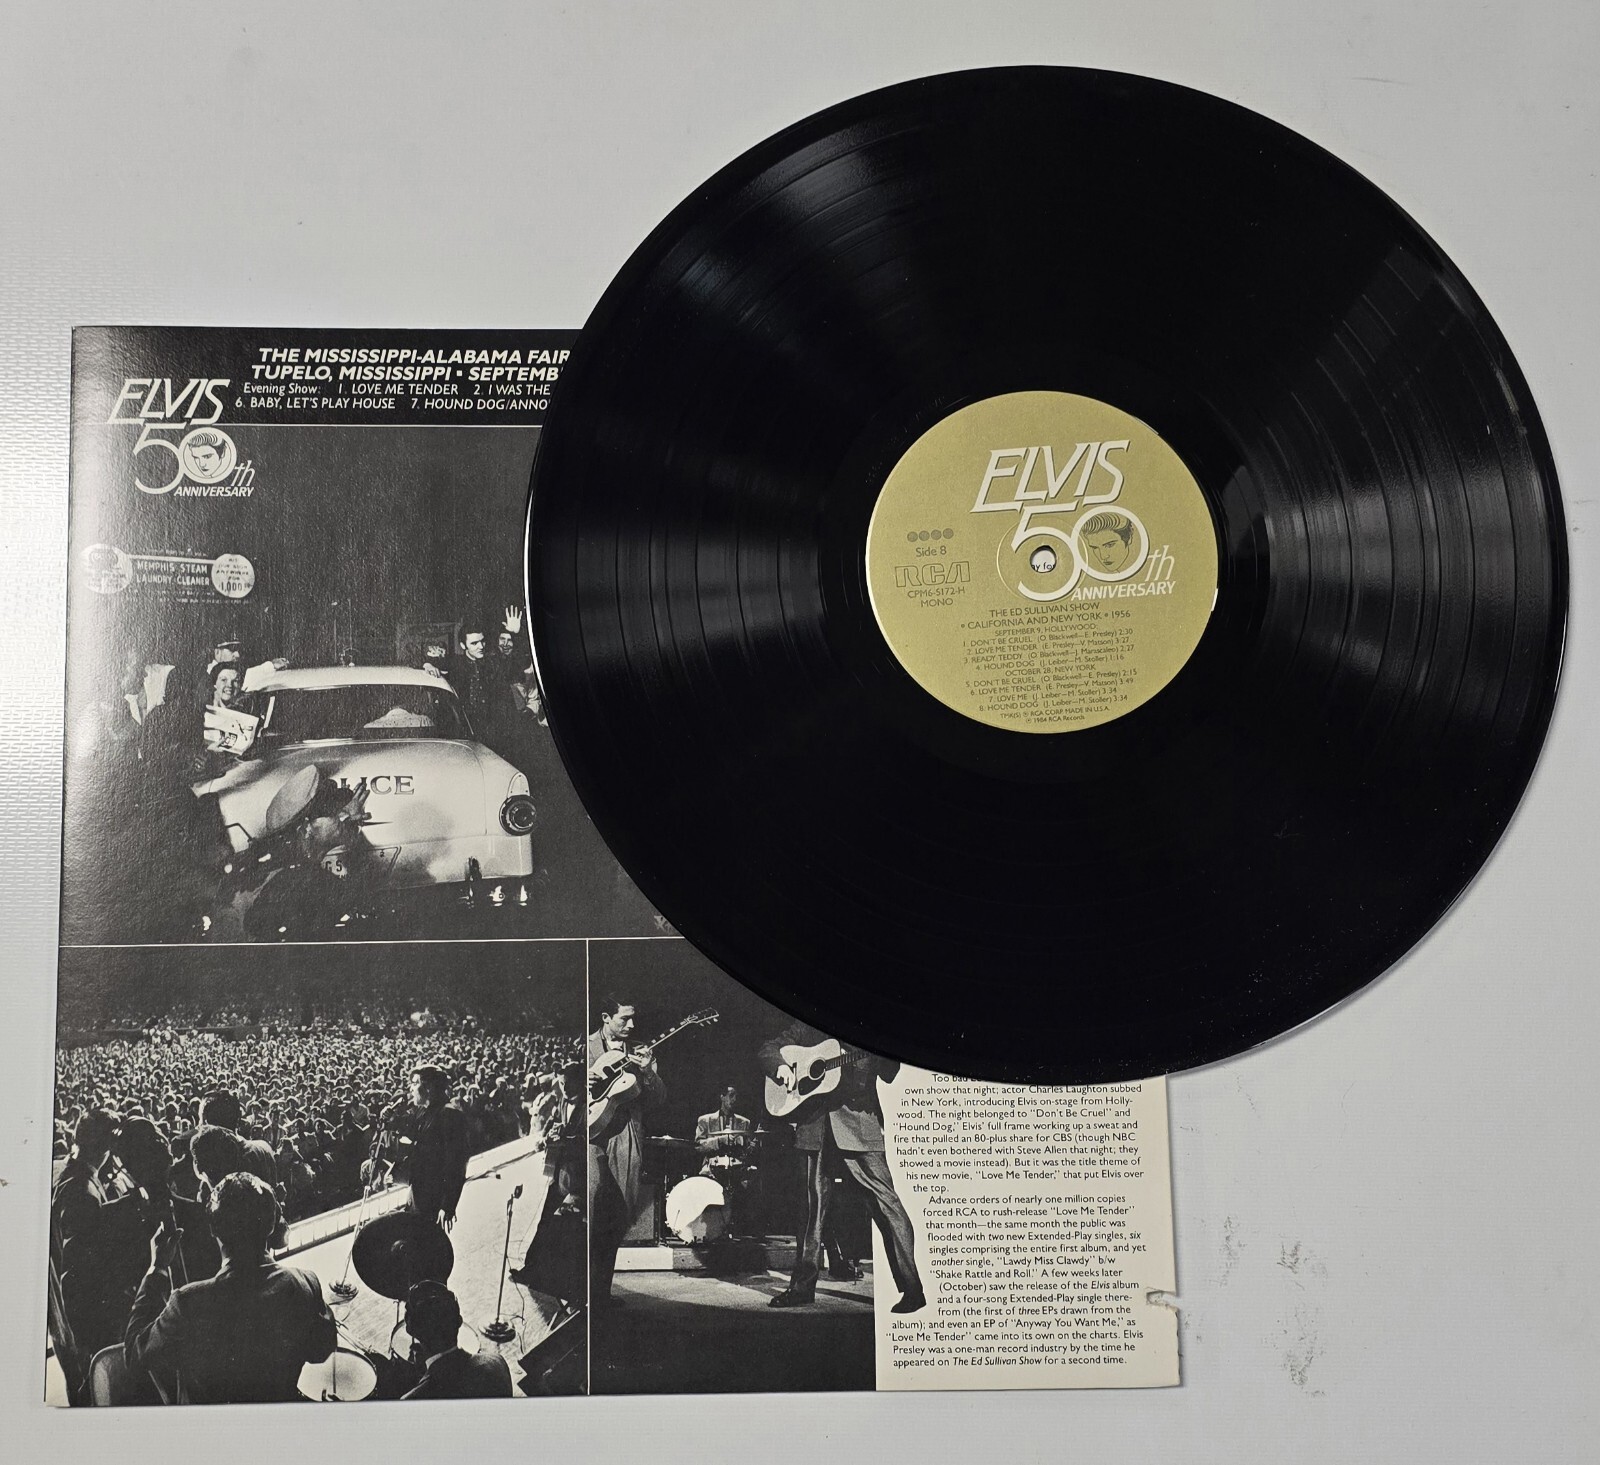 THE MISSISSIPPI-ALABAMA FAIR
TUPELO, MISSISSIPPI • SEPTEMB
Evening Show: 1. LOVE ME TENDER 2. I WAS THE
6. BABY, LET'S PLAY HOUSE 7. HOUND DOG/ANNO
ELVIS
50th
ANNIVERSARY
MEMPHIS STEAM
LAUNDRY CLEANER
1,000
POLICE
ELVIS
50th
ANNIVERSARY
Side 8
RCA
CPM6-5172-H
MONO
THE ED SULLIVAN SHOW
• CALIFORNIA AND NEW YORK • 1956
SEPTEMBER 9, HOLLYWOOD:
1. DON'T BE CRUEL (O. Blackwell—E. Presley) 2:30
2. LOVE ME TENDER (E. Presley—V. Matson) 3:27
3. READY TEDDY (O. Blackwell—J. Marascalco) 2:27
4. HOUND DOG (J. Leiber—M. Stoller) 1:16
OCTOBER 28, NEW YORK
5. DON'T BE CRUEL (O. Blackwell—E. Presley) 2:15
6. LOVE ME TENDER (E. Presley—V. Matson) 3:49
7. LOVE ME (J. Leiber—M. Stoller) 3:34
8. HOUND DOG (J. Leiber—M. Stoller) 3:34
TMK(S) ® RCA CORP. MADE IN U.S.A.
℗ 1984 RCA Records
Too bad
own show that night; actor Charles Laughton subbed
in New York, introducing Elvis on-stage from Holly-
wood. The night belonged to "Don't Be Cruel" and
"Hound Dog," Elvis' full frame working up a sweat and
fire that pulled an 80-plus share for CBS (though NBC
hadn't even bothered with Steve Allen that night; they
showed a movie instead). But it was the title theme of
his new movie, "Love Me Tender," that put Elvis over
the top.
Advance orders of nearly one million copies
forced RCA to rush-release "Love Me Tender"
that month—the same month the public was
flooded with two new Extended-Play singles, six
singles comprising the entire first album, and yet
another single, "Lawdy Miss Clawdy" b/w
"Shake Rattle and Roll." A few weeks later
(October) saw the release of the Elvis album
and a four-song Extended-Play single there-
from (the first of three EPs drawn from the
album); and even an EP of "Anyway You Want Me," as
"Love Me Tender" came into its own on the charts. Elvis
Presley was a one-man record industry by the time he
appeared on The Ed Sullivan Show for a second time.